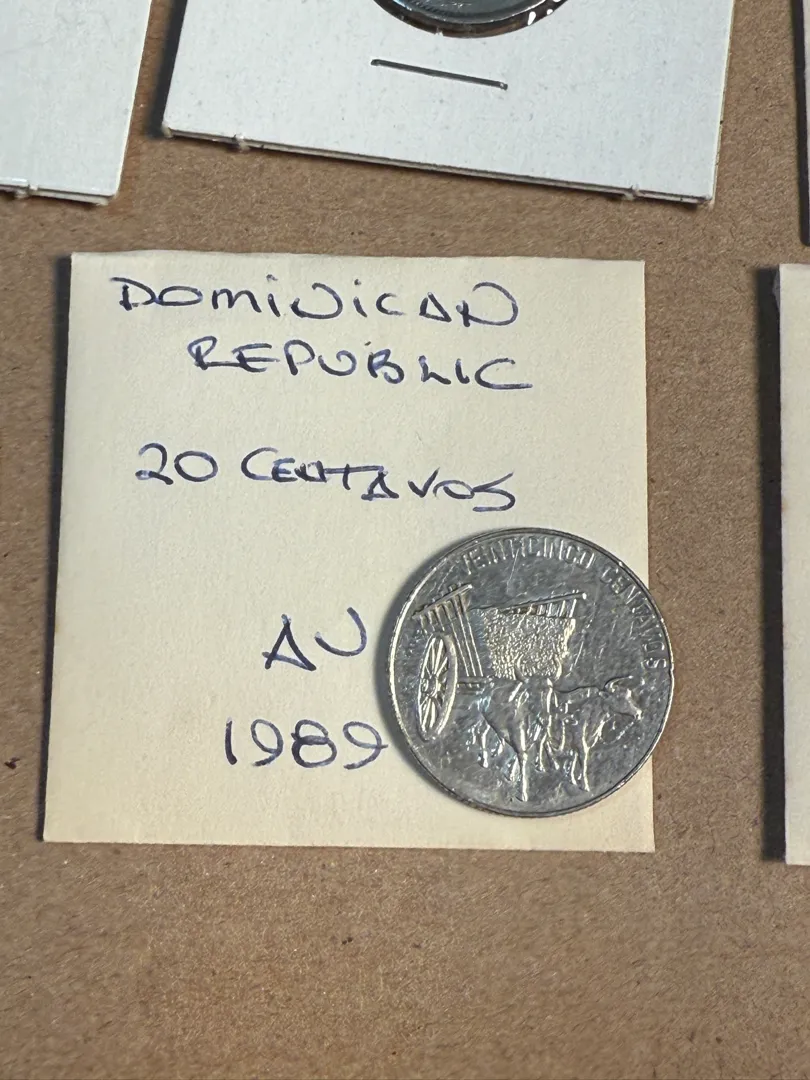 DOMINICAN
REPUBLIC
20 CENTAVOS
AU
1989
VEINTICINCO CENTAVOS